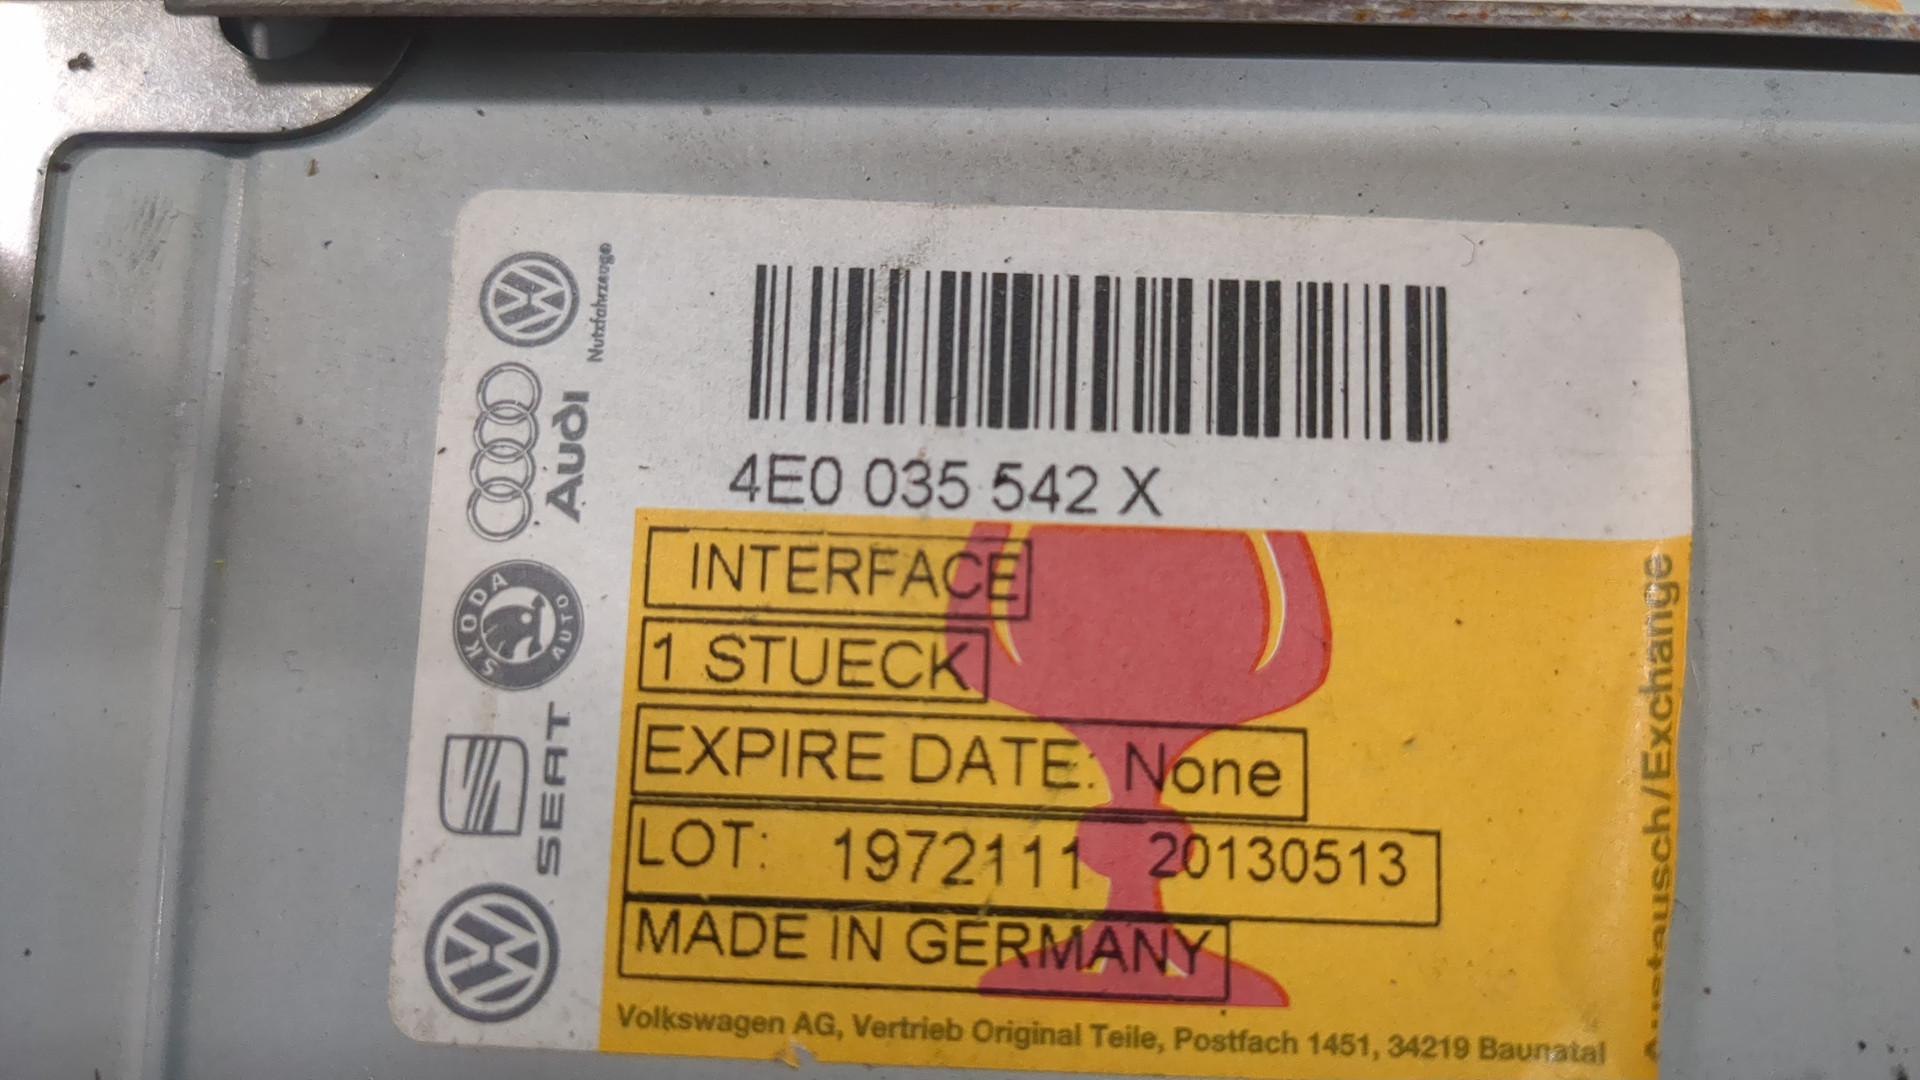 4E0 035 542 X
INTERFACE
1 STUECK
EXPIRE DATE: None
LOT: 1972111 20130513
MADE IN GERMANY
Volkswagen AG, Vertrieb Original Teile, Postfach 1451, 34219 Baunatal
Austausch/Exchange
Nutzfahrzeuge
Audi
SKODA AUTO
SEAT